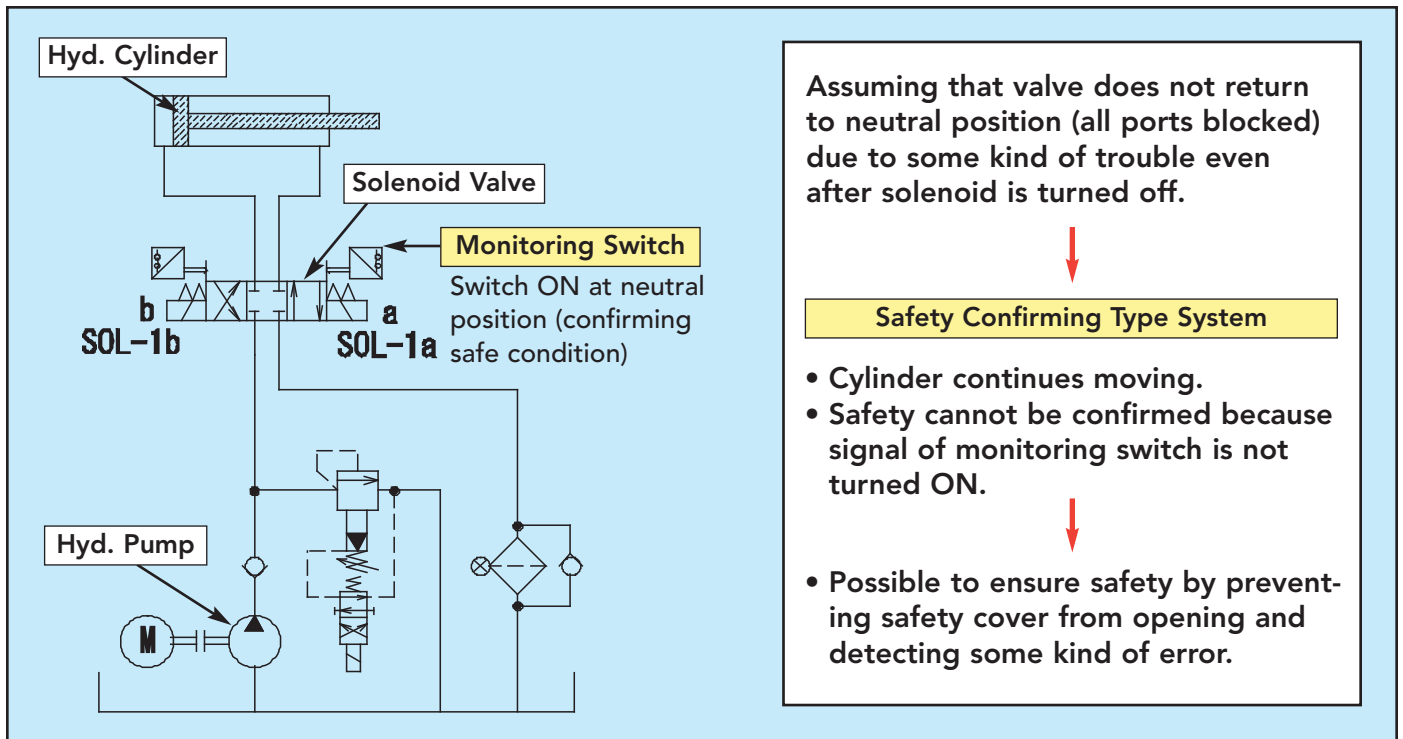 Hyd. Cylinder
Solenoid Valve
Monitoring Switch
Switch ON at neutral
position (confirming
safe condition)
b
SOL-1b
a
SOL-1a
Hyd. Pump
M
Assuming that valve does not return
to neutral position (all ports blocked)
due to some kind of trouble even
after solenoid is turned off.
Safety Confirming Type System
• Cylinder continues moving.
• Safety cannot be confirmed because
signal of monitoring switch is not
turned ON.
• Possible to ensure safety by prevent-
ing safety cover from opening and
detecting some kind of error.